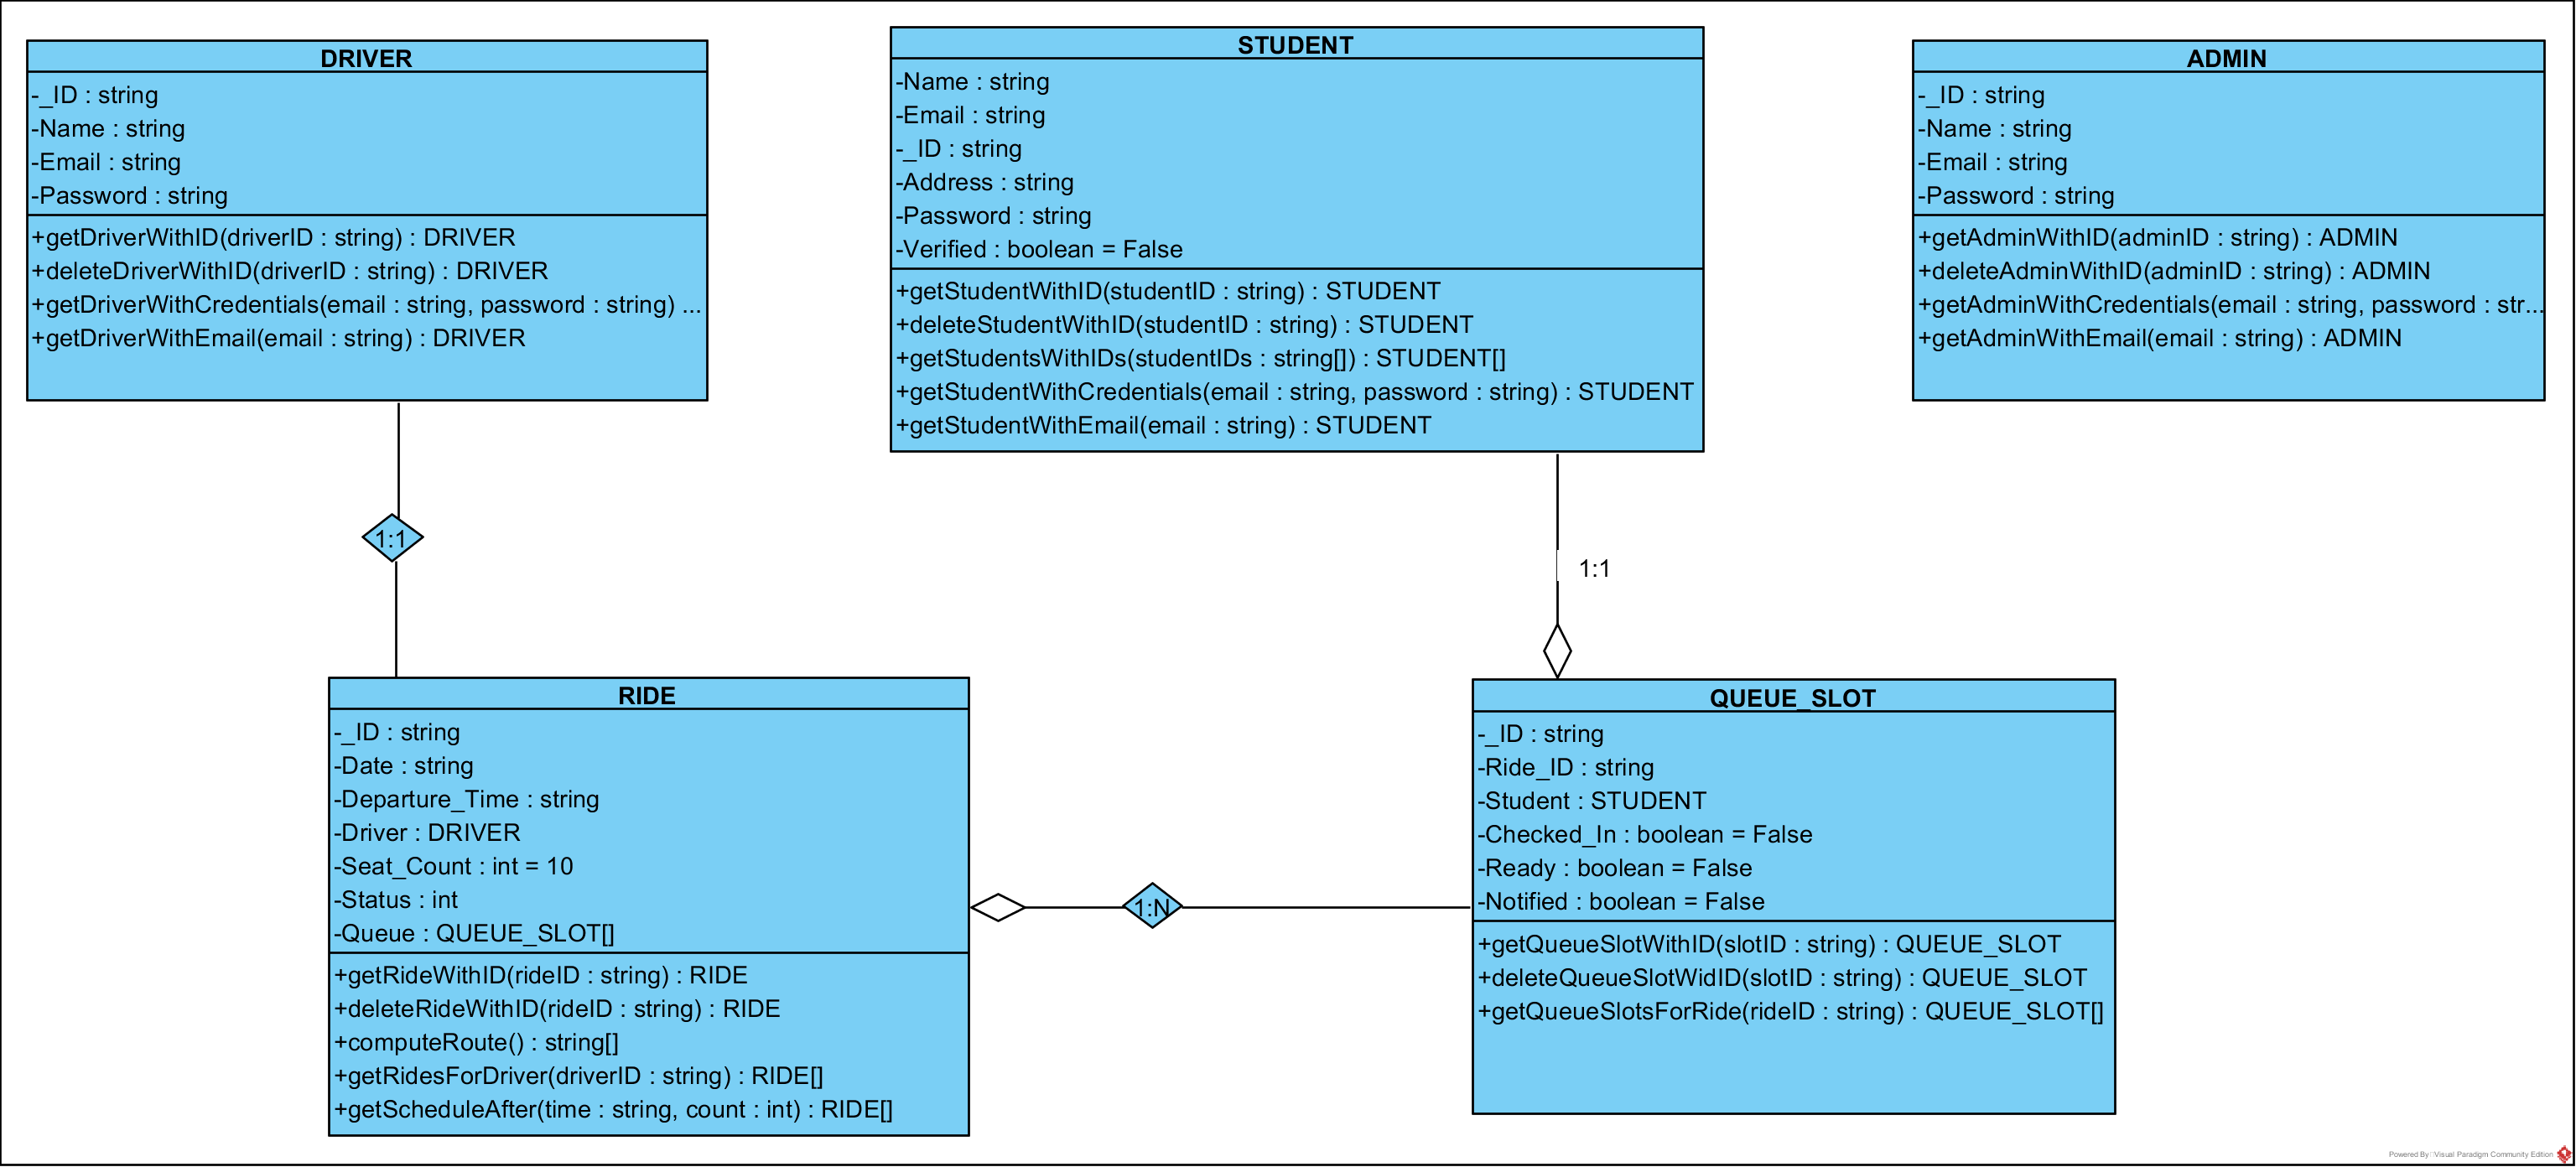 DRIVER
-_ID : string
-Name : string
-Email : string
-Password : string
+getDriverWithID(driverID : string) : DRIVER
+deleteDriverWithID(driverID : string) : DRIVER
+getDriverWithCredentials(email : string, password : string) ...
+getDriverWithEmail(email : string) : DRIVER
STUDENT
-Name : string
-Email : string
-_ID : string
-Address : string
-Password : string
-Verified : boolean = False
+getStudentWithID(studentID : string) : STUDENT
+deleteStudentWithID(studentID : string) : STUDENT
+getStudentsWithIDs(studentIDs : string[]) : STUDENT[]
+getStudentWithCredentials(email : string, password : string) : STUDENT
+getStudentWithEmail(email : string) : STUDENT
ADMIN
-_ID : string
-Name : string
-Email : string
-Password : string
+getAdminWithID(adminID : string) : ADMIN
+deleteAdminWithID(adminID : string) : ADMIN
+getAdminWithCredentials(email : string, password : str...
+getAdminWithEmail(email : string) : ADMIN
1:1
1:1
RIDE
-_ID : string
-Date : string
-Departure_Time : string
-Driver : DRIVER
-Seat_Count : int = 10
-Status : int
-Queue : QUEUE_SLOT[]
+getRideWithID(rideID : string) : RIDE
+deleteRideWithID(rideID : string) : RIDE
+computeRoute() : string[]
+getRidesForDriver(driverID : string) : RIDE[]
+getScheduleAfter(time : string, count : int) : RIDE[]
1:N
QUEUE_SLOT
-_ID : string
-Ride_ID : string
-Student : STUDENT
-Checked_In : boolean = False
-Ready : boolean = False
-Notified : boolean = False
+getQueueSlotWithID(slotID : string) : QUEUE_SLOT
+deleteQueueSlotWidID(slotID : string) : QUEUE_SLOT
+getQueueSlotsForRide(rideID : string) : QUEUE_SLOT[]
Powered By Visual Paradigm Community Edition